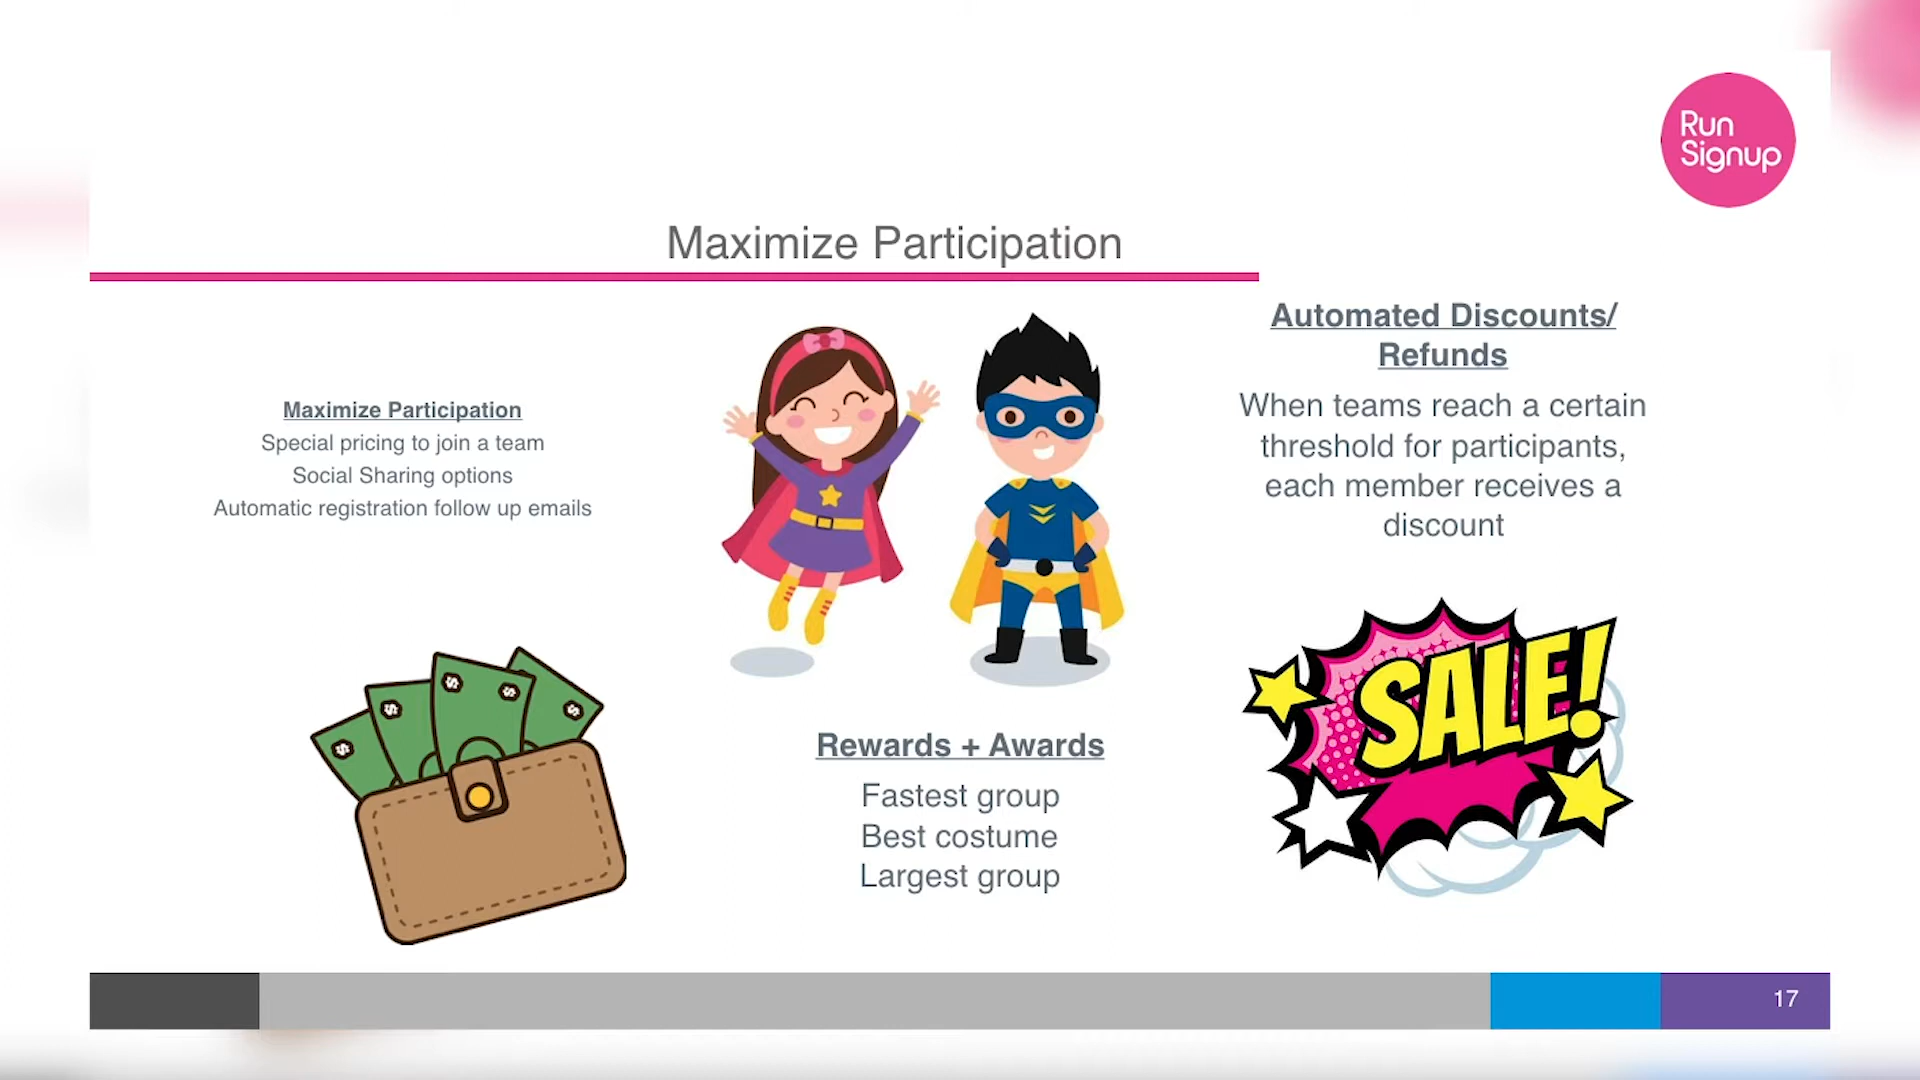 Run
Signup
Maximize Participation
Maximize Participation
Special pricing to join a team
Social Sharing options
Automatic registration follow up emails
Rewards + Awards
Fastest group
Best costume
Largest group
Automated Discounts/
Refunds
When teams reach a certain
threshold for participants,
each member receives a
discount
$ $ $ $ $
SALE!
17